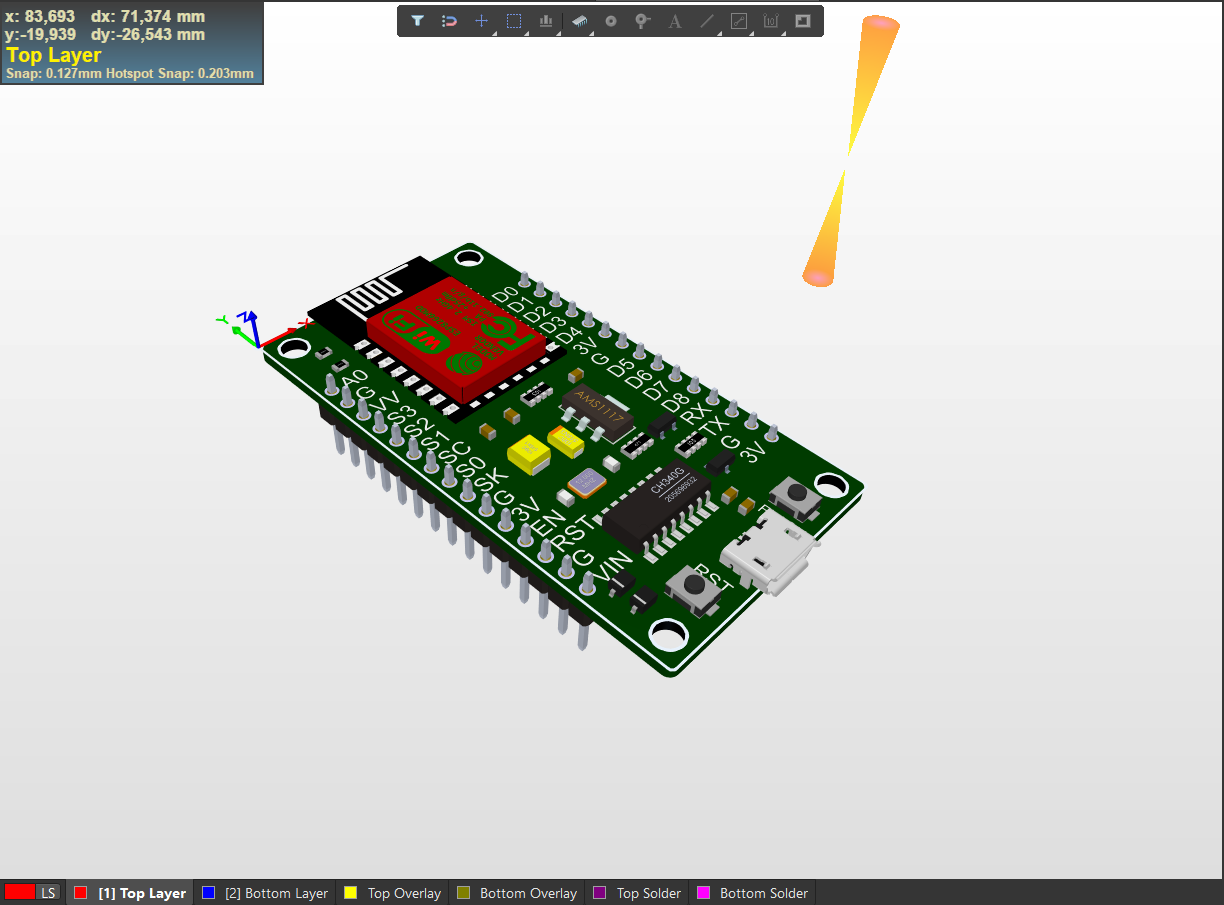 x: 83,693 dx: 71,374 mm
y:-19,939 dy:-26,543 mm
Top Layer
Snap: 0.127mm Hotspot Snap: 0.203mm
D0
D1
D2
D3
D4
3V
G
D5
D6
D7
D8
RX
TX
G
3V
A0
G
VV
S3
S2
S1
SC
S0
SK
G
3V
EN
RST
G
VIN
WiFi
FC
AMS1117
CH340G
RST
LS
[1] Top Layer
[2] Bottom Layer
Top Overlay
Bottom Overlay
Top Solder
Bottom Solder